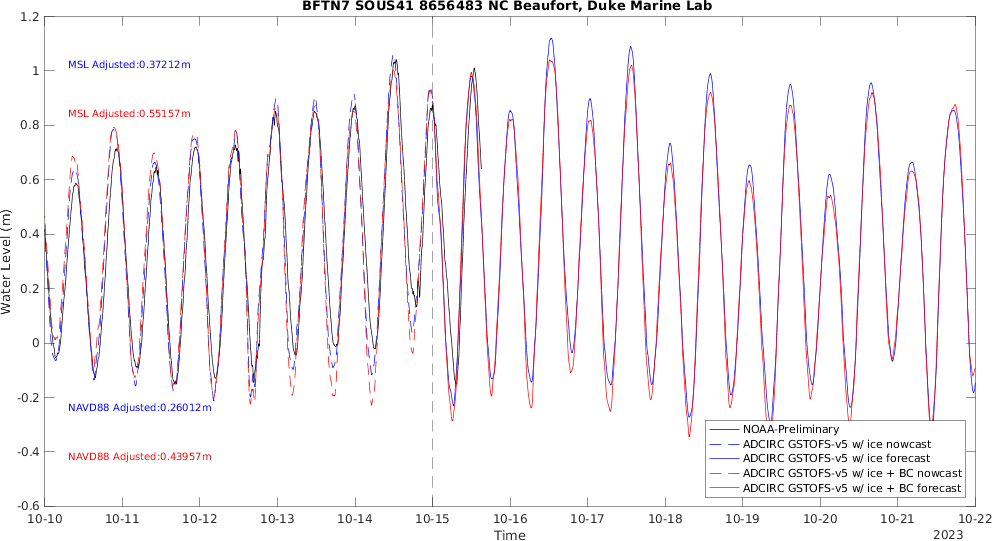 BFTN7 SOUS41 8656483 NC Beaufort, Duke Marine Lab
1.2
1
0.8
0.6
0.4
0.2
0
-0.2
-0.4
-0.6
Water Level (m)
MSL Adjusted:0.37212m
MSL Adjusted:0.55157m
NAVD88 Adjusted:0.26012m
NAVD88 Adjusted:0.43957m
NOAA-Preliminary
ADCIRC GSTOFS-v5 w/ ice nowcast
ADCIRC GSTOFS-v5 w/ ice forecast
ADCIRC GSTOFS-v5 w/ ice + BC nowcast
ADCIRC GSTOFS-v5 w/ ice + BC forecast
10-10 10-11 10-12 10-13 10-14 10-15 10-16 10-17 10-18 10-19 10-20 10-21 10-22
Time
2023